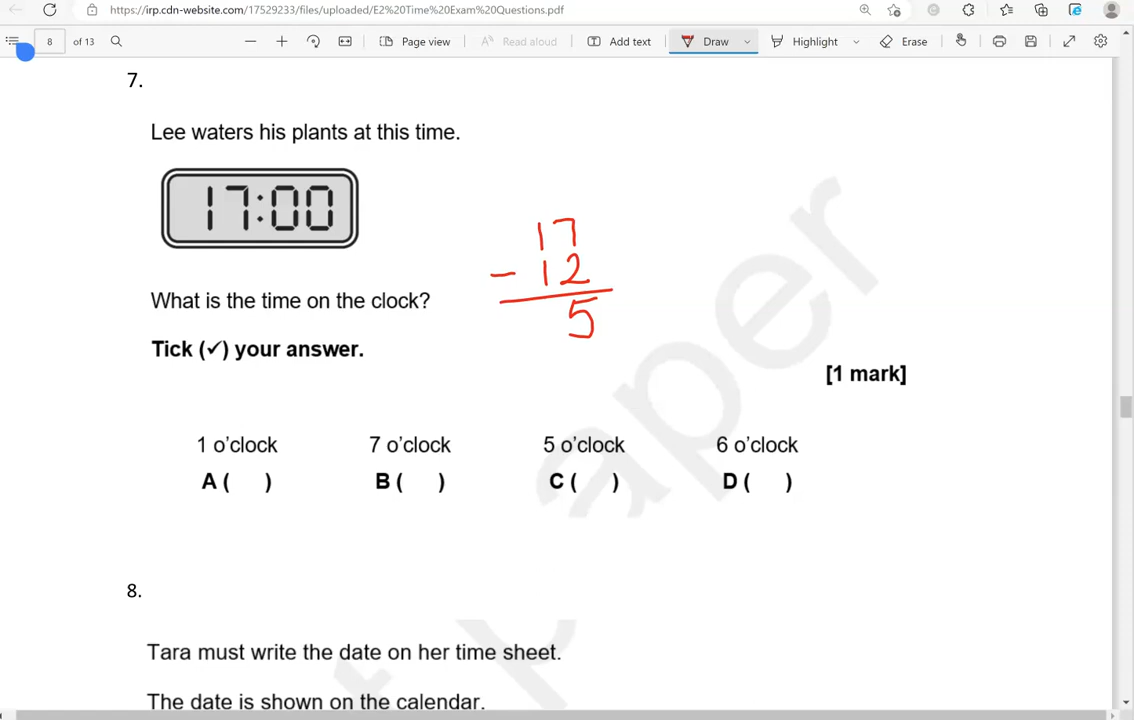 https://irp.cdn-website.com/17529233/files/uploaded/E2%20Time%20Exam%20Questions.pdf
8 of 13 Page view Read aloud Add text Draw Highlight Erase
7.
Lee waters his plants at this time.
17:00
17
- 12
5
What is the time on the clock?
Tick (✓) your answer.
[1 mark]
1 o'clock 7 o'clock 5 o'clock 6 o'clock
A ( ) B ( ) C ( ) D ( )
8.
Tara must write the date on her time sheet.
The date is shown on the calendar.
aper